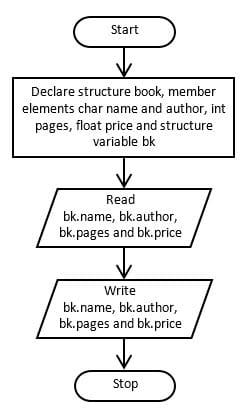 Start
Declare structure book, member
elements char name and author, int
pages, float price and structure
variable bk
Read
bk.name, bk.author,
bk.pages and bk.price
Write
bk.name, bk.author,
bk.pages and bk.price
Stop